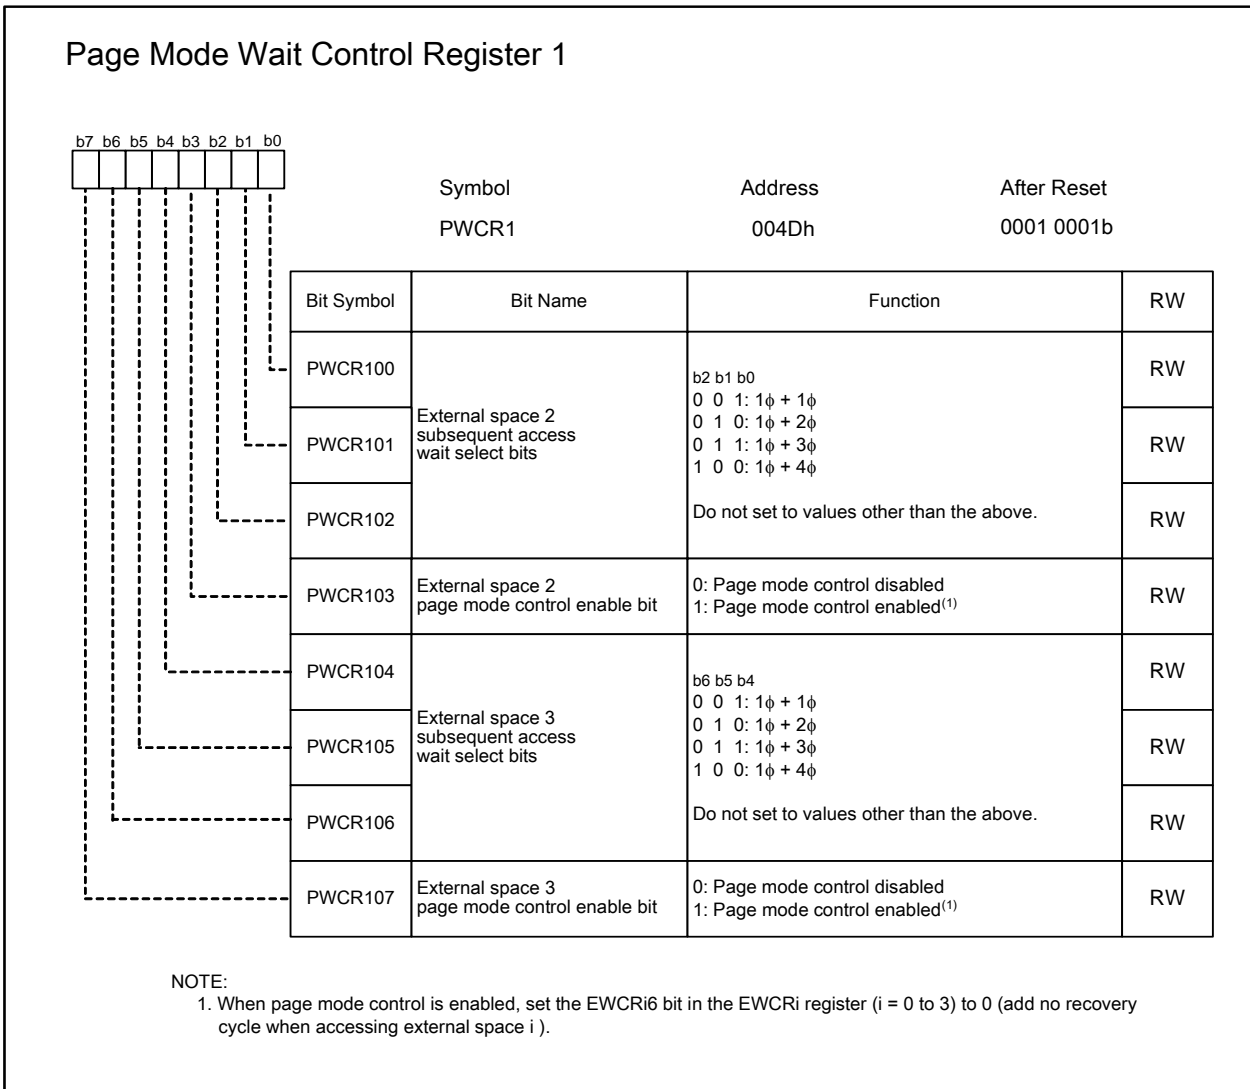 Page Mode Wait Control Register 1
b7 b6 b5 b4 b3 b2 b1 b0
Symbol Address After Reset
PWCR1 004Dh 0001 0001b
Bit Symbol Bit Name Function RW
PWCR100 RW
External space 2
subsequent access
wait select bits
b2 b1 b0
0 0 1: 1ϕ + 1ϕ
0 1 0: 1ϕ + 2ϕ
0 1 1: 1ϕ + 3ϕ
1 0 0: 1ϕ + 4ϕ
Do not set to values other than the above.
PWCR101 RW
PWCR102 RW
PWCR103 RW
External space 2
page mode control enable bit
0: Page mode control disabled
1: Page mode control enabled(1)
PWCR104 RW
External space 3
subsequent access
wait select bits
b6 b5 b4
0 0 1: 1ϕ + 1ϕ
0 1 0: 1ϕ + 2ϕ
0 1 1: 1ϕ + 3ϕ
1 0 0: 1ϕ + 4ϕ
Do not set to values other than the above.
PWCR105 RW
PWCR106 RW
PWCR107 RW
External space 3
page mode control enable bit
0: Page mode control disabled
1: Page mode control enabled(1)
NOTE:
1. When page mode control is enabled, set the EWCRi6 bit in the EWCRi register (i = 0 to 3) to 0 (add no recovery
cycle when accessing external space i ).